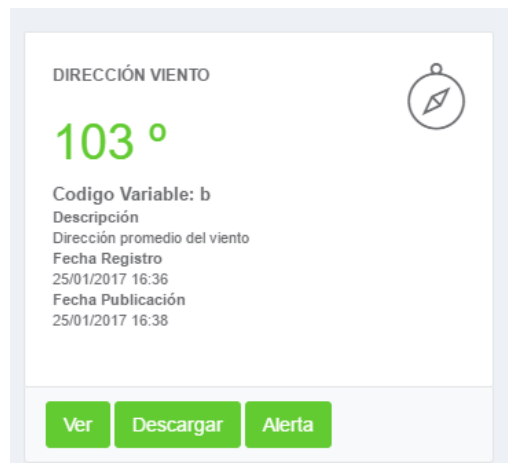 DIRECCIÓN VIENTO
103 º
Codigo Variable: b
Descripción
Dirección promedio del viento
Fecha Registro
25/01/2017 16:36
Fecha Publicación
25/01/2017 16:38
Ver Descargar Alerta